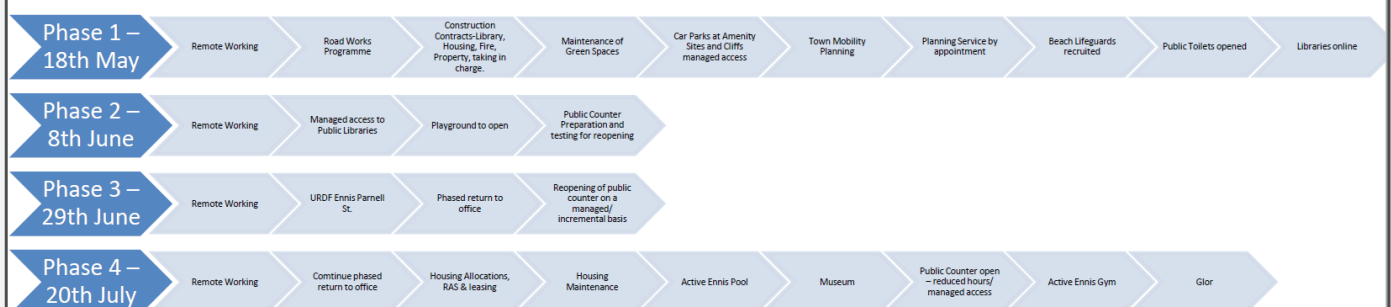 Phase 1 –
18th May
Remote Working
Road Works
Programme
Construction
Contracts-Library,
Housing, Fire,
Property, taking in
charge.
Maintenance of
Green Spaces
Car Parks at Amenity
Sites and Cliffs
managed access
Town Mobility
Planning
Planning Service by
appointment
Beach Lifeguards
recruited
Public Toilets opened
Libraries online
Phase 2 –
8th June
Remote Working
Managed access to
Public Libraries
Playground to open
Public Counter
Preparation and
testing for reopening
Phase 3 –
29th June
Remote Working
URDF Ennis Parnell
St.
Phased return to
office
Reopening of public
counter on a
managed/
incremental basis
Phase 4 –
20th July
Remote Working
Comtinue phased
return to office
Housing Allocations,
RAS & leasing
Housing
Maintenance
Active Ennis Pool
Museum
Public Counter open
– reduced hours/
managed access
Active Ennis Gym
Glor